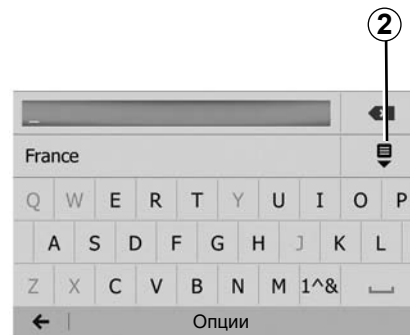 2
_
France
Q W E R T Y U I O P
A S D F G H J K L
Z X C V B N M 1^&
Опции